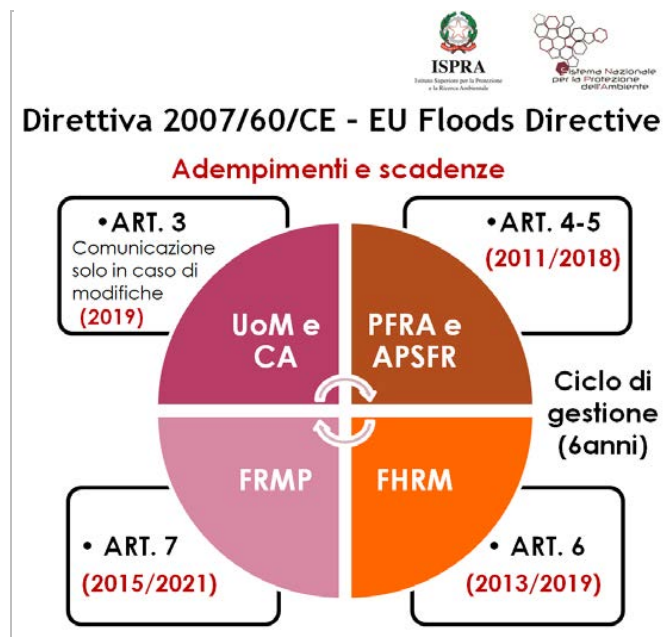 ISPRA
Istituto Superiore per la Protezione
e la Ricerca Ambientale
Sistema Nazionale
per la Protezione
dell'Ambiente
Direttiva 2007/60/CE - EU Floods Directive
Adempimenti e scadenze
•ART. 3
Comunicazione
solo in caso di
modifiche
(2019)
•ART. 4-5
(2011/2018)
UoM e
CA
PFRA e
APSFR
Ciclo di
gestione
(6anni)
FRMP
FHRM
• ART. 7
(2015/2021)
• ART. 6
(2013/2019)